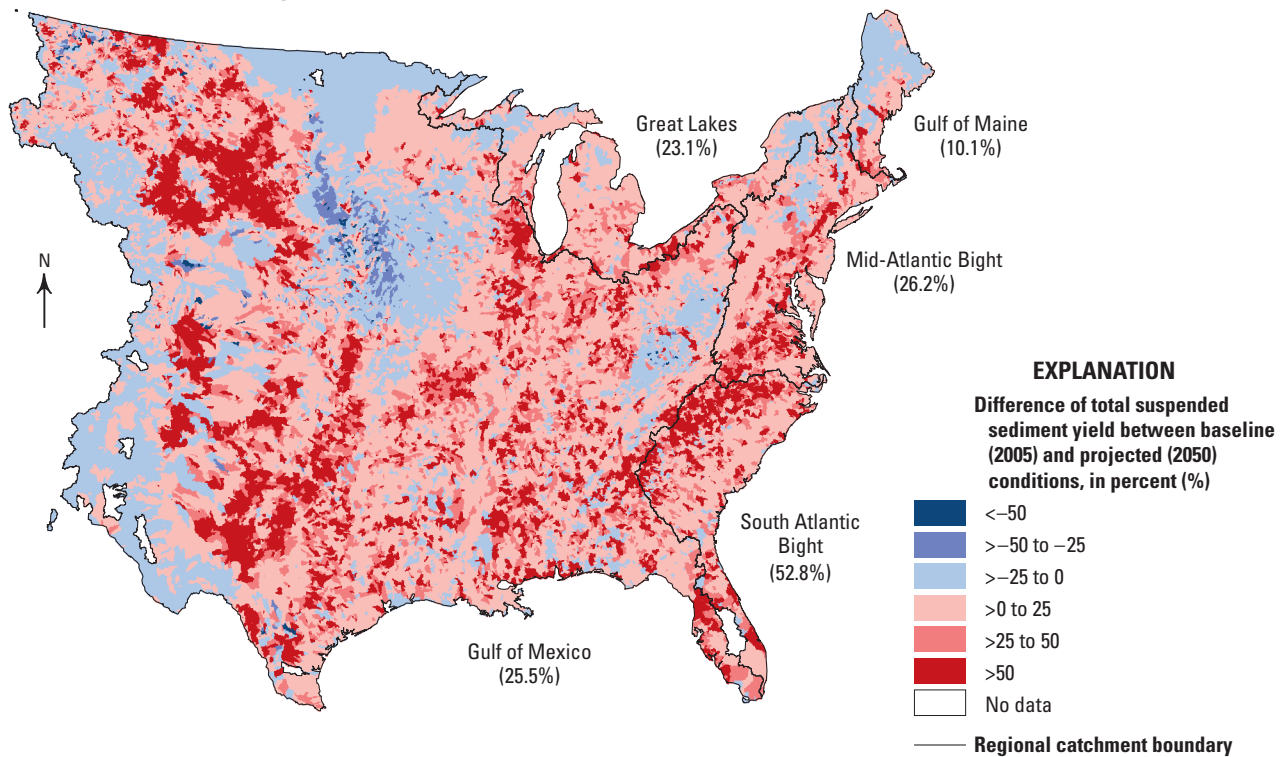 Great Lakes
(23.1%)
Gulf of Maine
(10.1%)
N
Mid-Atlantic Bight
(26.2%)
South Atlantic
Bight
(52.8%)
Gulf of Mexico
(25.5%)
EXPLANATION
Difference of total suspended
sediment yield between baseline
(2005) and projected (2050)
conditions, in percent (%)
<–50
>–50 to –25
>–25 to 0
>0 to 25
>25 to 50
>50
No data
Regional catchment boundary